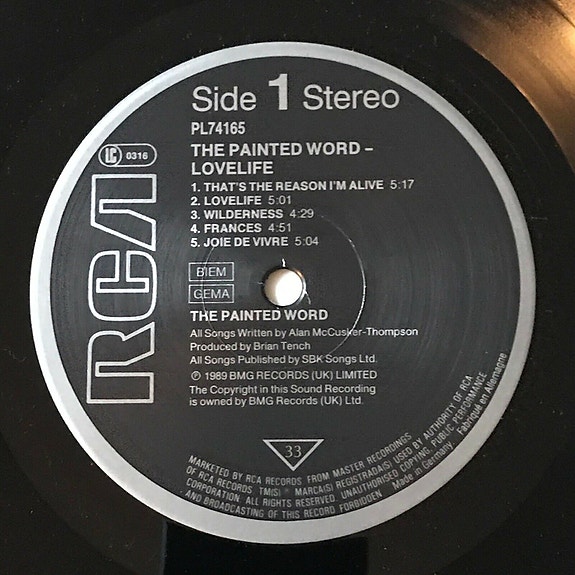 Side 1 Stereo
PL74165
LC 0316
THE PAINTED WORD –
LOVELIFE
1. THAT'S THE REASON I'M ALIVE 5:17
2. LOVELIFE 5:01
3. WILDERNESS 4:29
4. FRANCES 4:51
5. JOIE DE VIVRE 5:04
RCA
BIEM
GEMA
THE PAINTED WORD
All Songs Written by Alan McCusker-Thompson
Produced by Brian Tench
All Songs Published by SBK Songs Ltd.
℗ 1989 BMG RECORDS (UK) LIMITED
The Copyright in this Sound Recording
is owned by BMG Records (UK) Ltd.
33
MARKETED BY RCA RECORDS FROM MASTER RECORDINGS
OF RCA RECORDS. TM(S) ® MARCA(S) REGISTRADA(S) USED BY AUTHORITY OF RCA
CORPORATION. ALL RIGHTS RESERVED. UNAUTHORISED COPYING, PUBLIC PERFORMANCE
AND BROADCASTING OF THIS RECORD FORBIDDEN
Made in Germany. Fabriqué en Allemagne